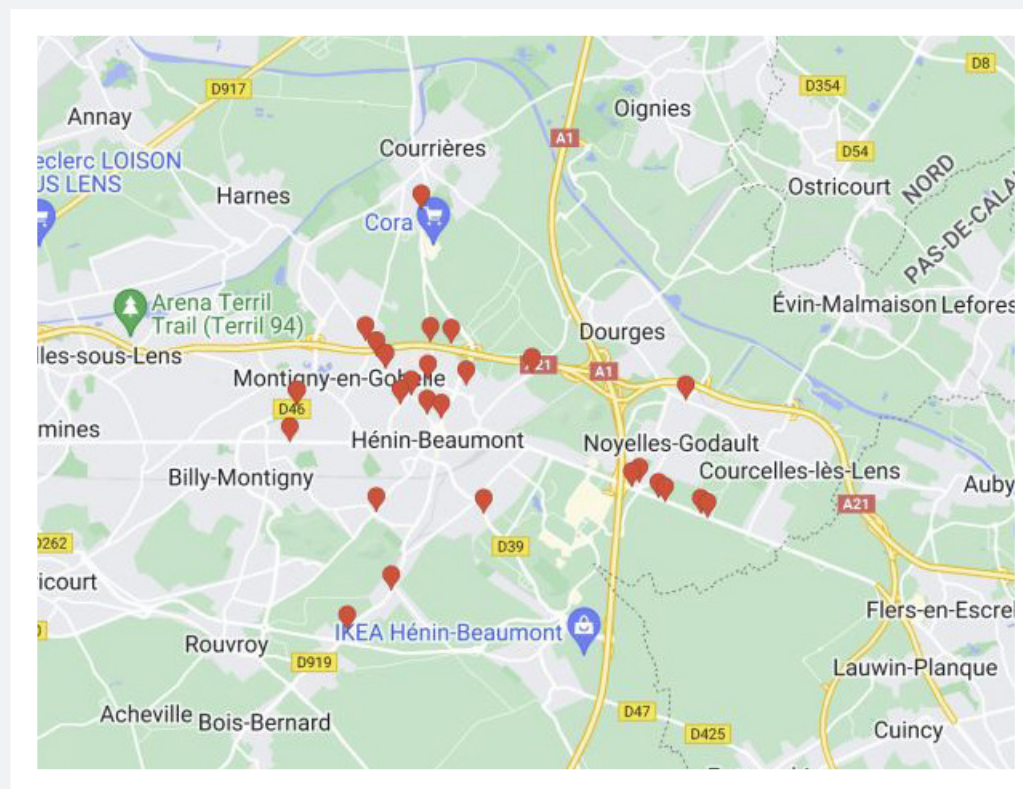 D917
D8
D354
Annay
Oignies
A1
Courrières
D54
eclerc LOISON
US LENS
Harnes
Ostricourt
NORD
PAS-DE-CALA
Cora
Arena Terril
Trail (Terril 94)
Évin-Malmaison
Lefores
Dourges
lles-sous-Lens
A21
A1
Montigny-en-Gohelle
D46
mines
Hénin-Beaumont
Noyelles-Godault
Courcelles-lès-Lens
Billy-Montigny
Auby
A21
D262
D39
icourt
Flers-en-Escre
IKEA Hénin-Beaumont
Rouvroy
D919
Lauwin-Planque
Acheville
Bois-Bernard
D47
D425
Cuincy